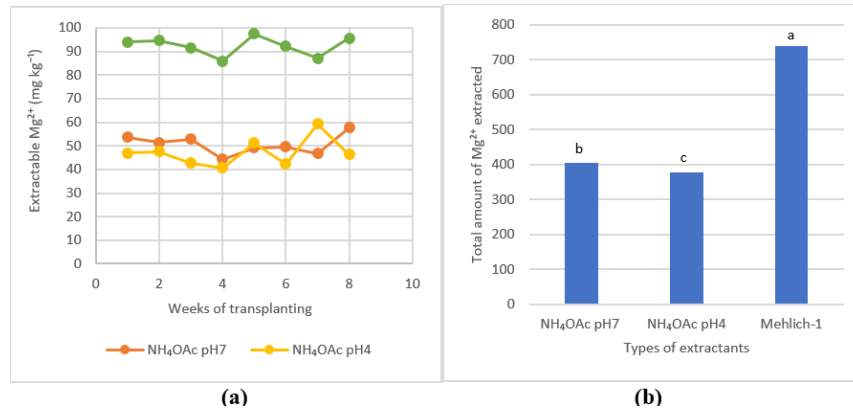 100
90
80
70
60
50
40
30
20
10
0
Extractable Mg²⁺ (mg kg⁻¹)
0 2 4 6 8 10
Weeks of transplanting
NH₄OAc pH7 NH₄OAc pH4
(a)
800
700
600
500
400
300
200
100
0
Total amount of Mg²⁺ extracted
b
c
a
NH₄OAc pH7 NH₄OAc pH4 Mehlich-1
Types of extractants
(b)